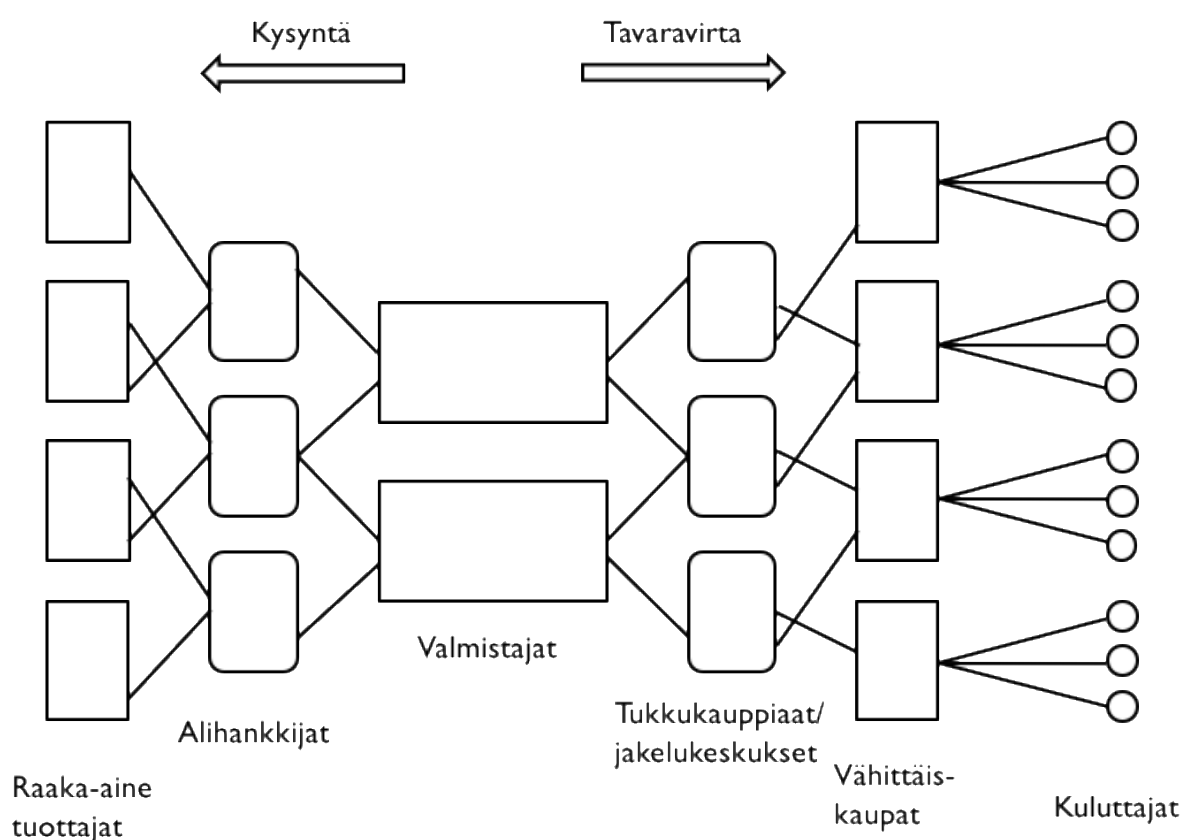 Kysyntä
Tavaravirta
Valmistajat
Tukkukauppiaat/
jakelukeskukset
Alihankkijat
Vähittäis-
kaupat
Raaka-aine
tuottajat
Kuluttajat